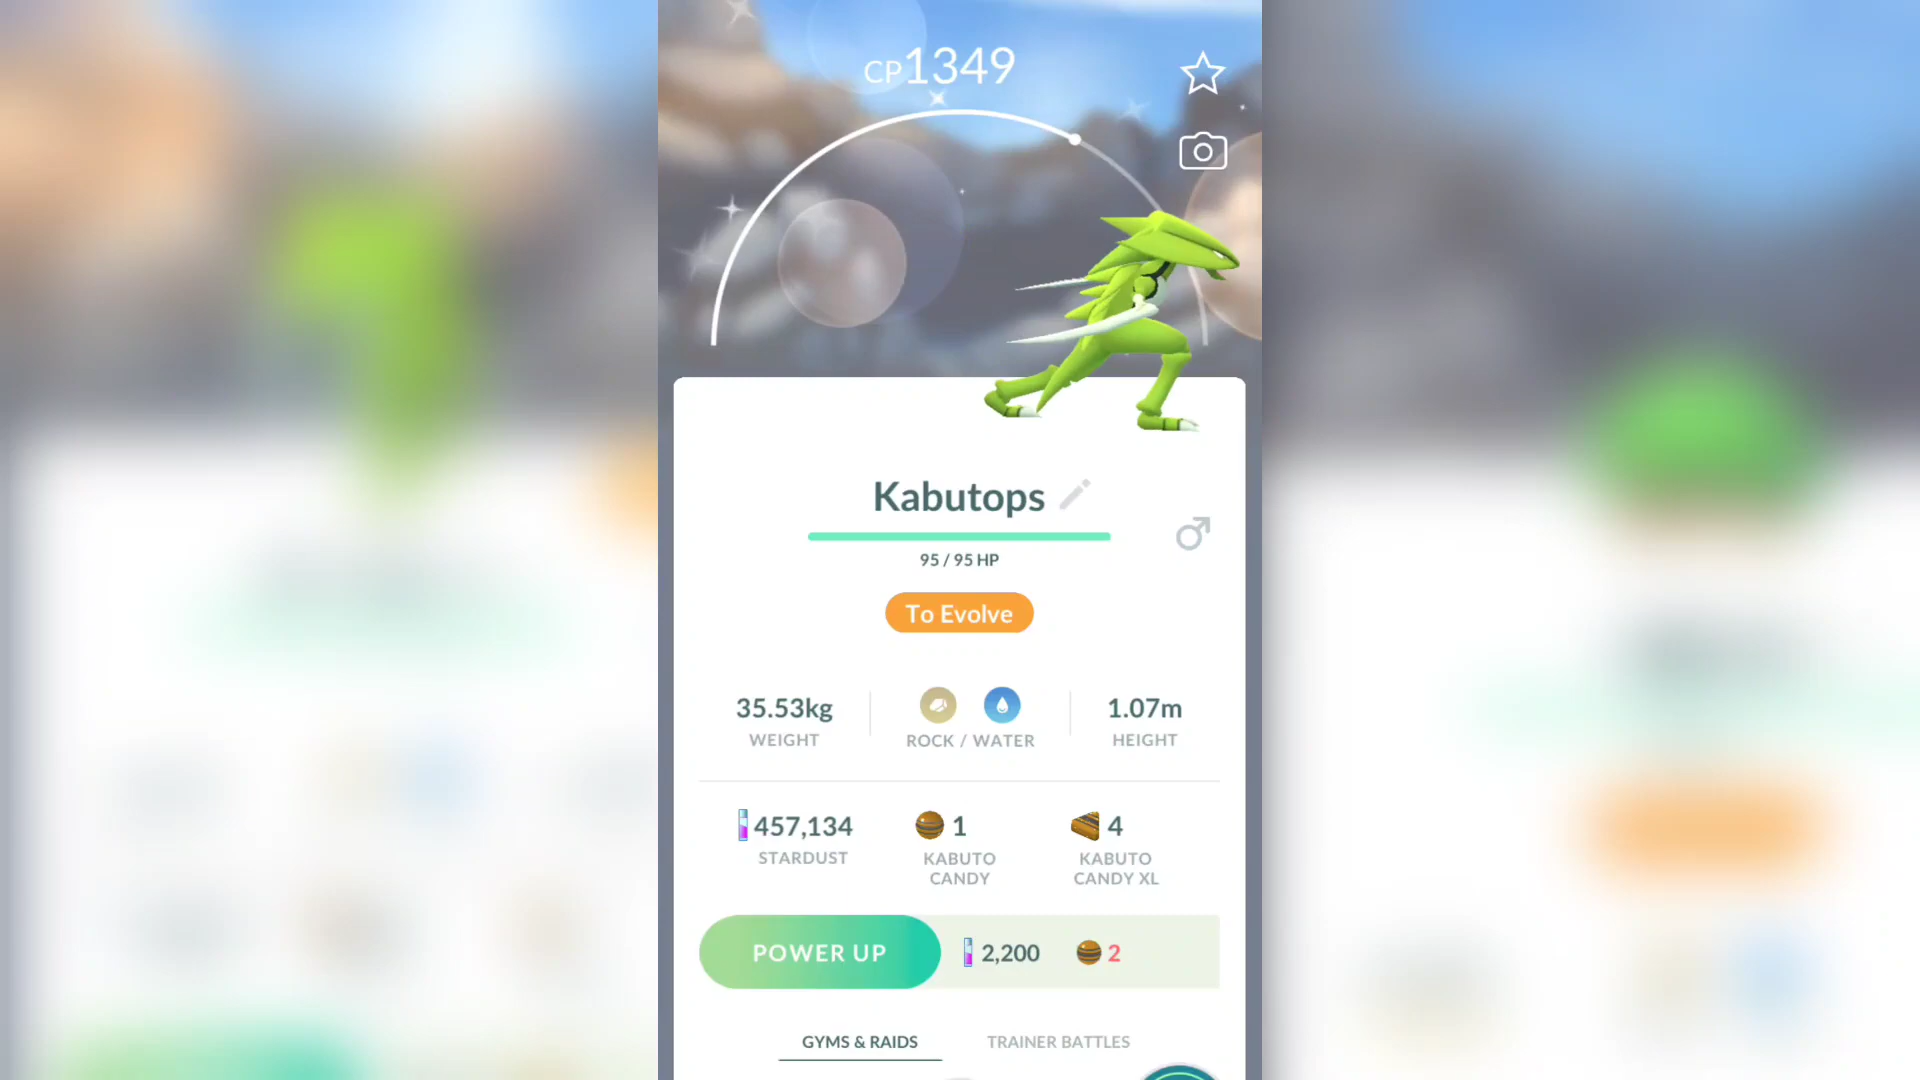 CP1349
Kabutops
95 / 95 HP
To Evolve
35.53kg
WEIGHT
ROCK / WATER
1.07m
HEIGHT
457,134
STARDUST
1
KABUTO
CANDY
4
KABUTO
CANDY XL
POWER UP
2,200
2
GYMS & RAIDS
TRAINER BATTLES